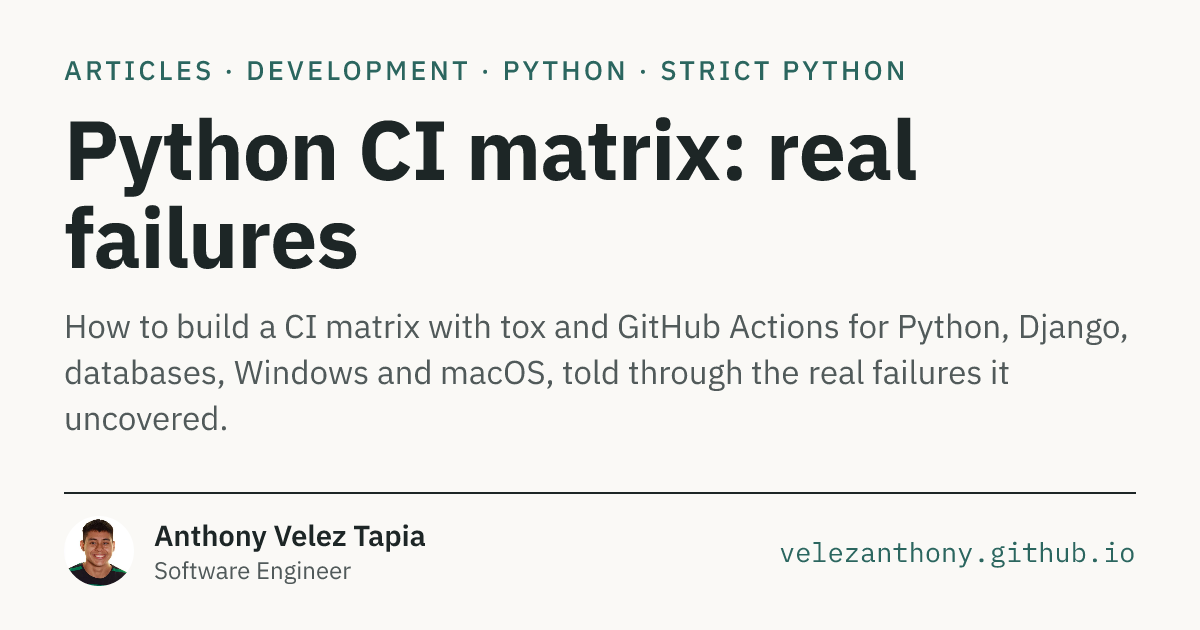 ARTICLES · DEVELOPMENT · PYTHON · STRICT PYTHON
Python CI matrix: real
failures
How to build a CI matrix with tox and GitHub Actions for Python, Django,
databases, Windows and macOS, told through the real failures it
uncovered.
Anthony Velez Tapia
Software Engineer
velezanthony.github.io